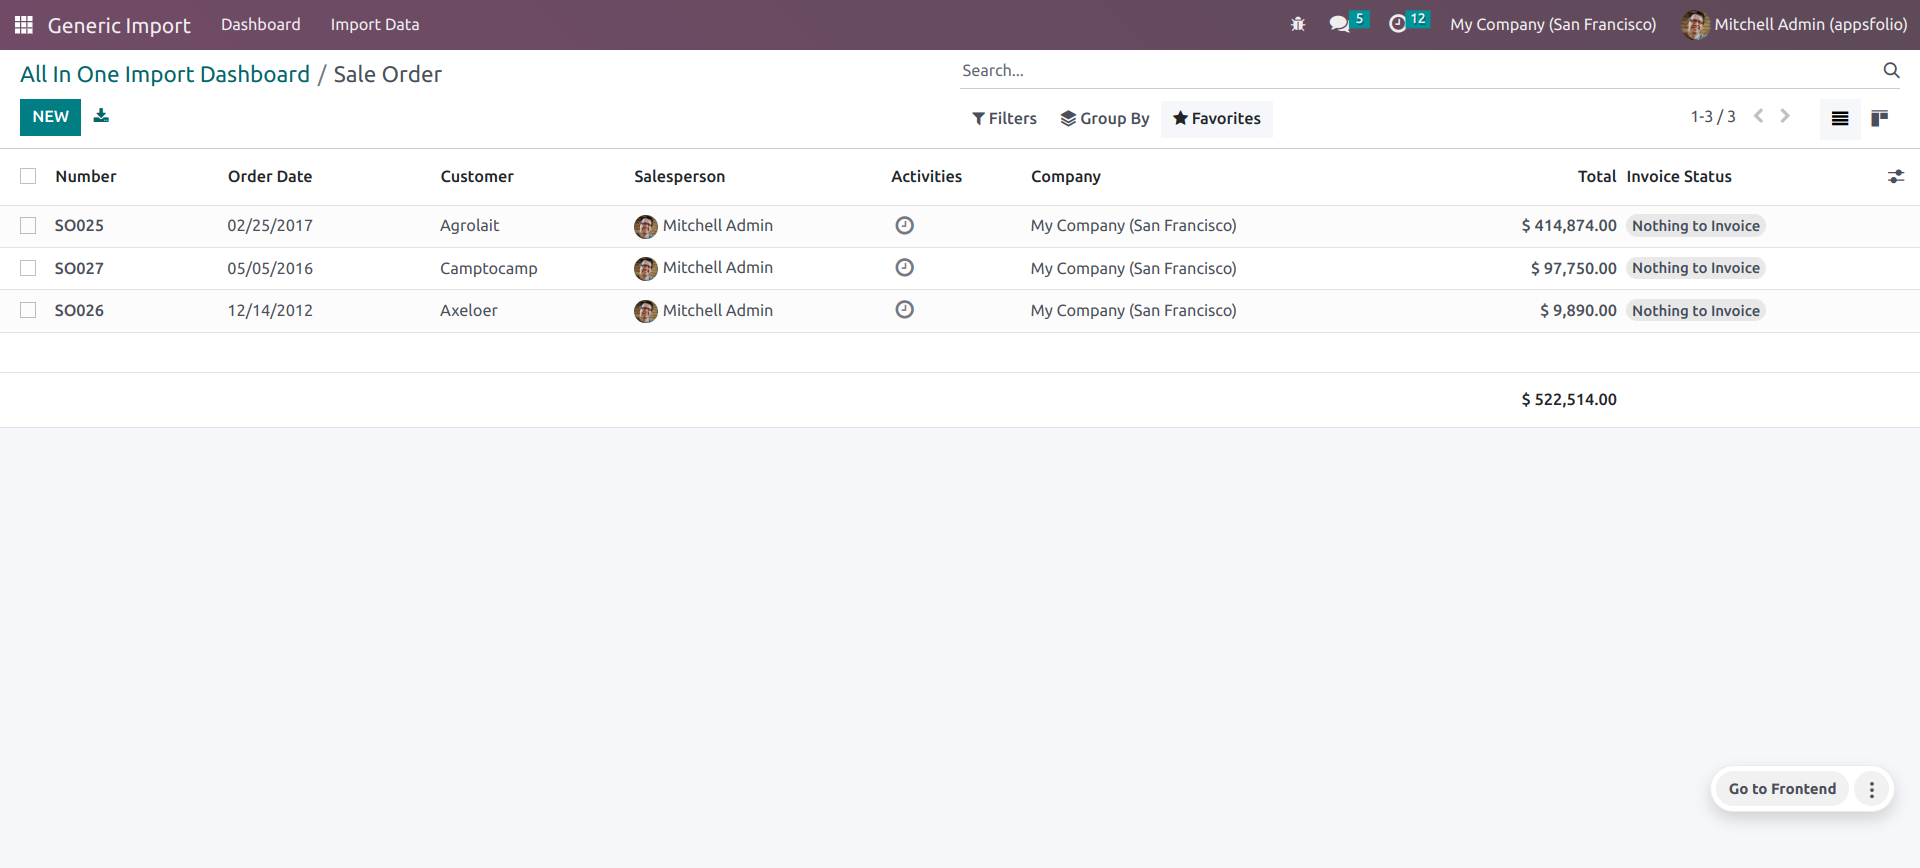 Generic Import Dashboard Import Data 5 12 My Company (San Francisco) Mitchell Admin (appsfolio)
All In One Import Dashboard / Sale Order Search...
NEW Filters Group By Favorites 1-3 / 3
Number Order Date Customer Salesperson Activities Company Total Invoice Status
SO025 02/25/2017 Agrolait Mitchell Admin My Company (San Francisco) $ 414,874.00 Nothing to Invoice
SO027 05/05/2016 Camptocamp Mitchell Admin My Company (San Francisco) $ 97,750.00 Nothing to Invoice
SO026 12/14/2012 Axeloer Mitchell Admin My Company (San Francisco) $ 9,890.00 Nothing to Invoice
$ 522,514.00
Go to Frontend